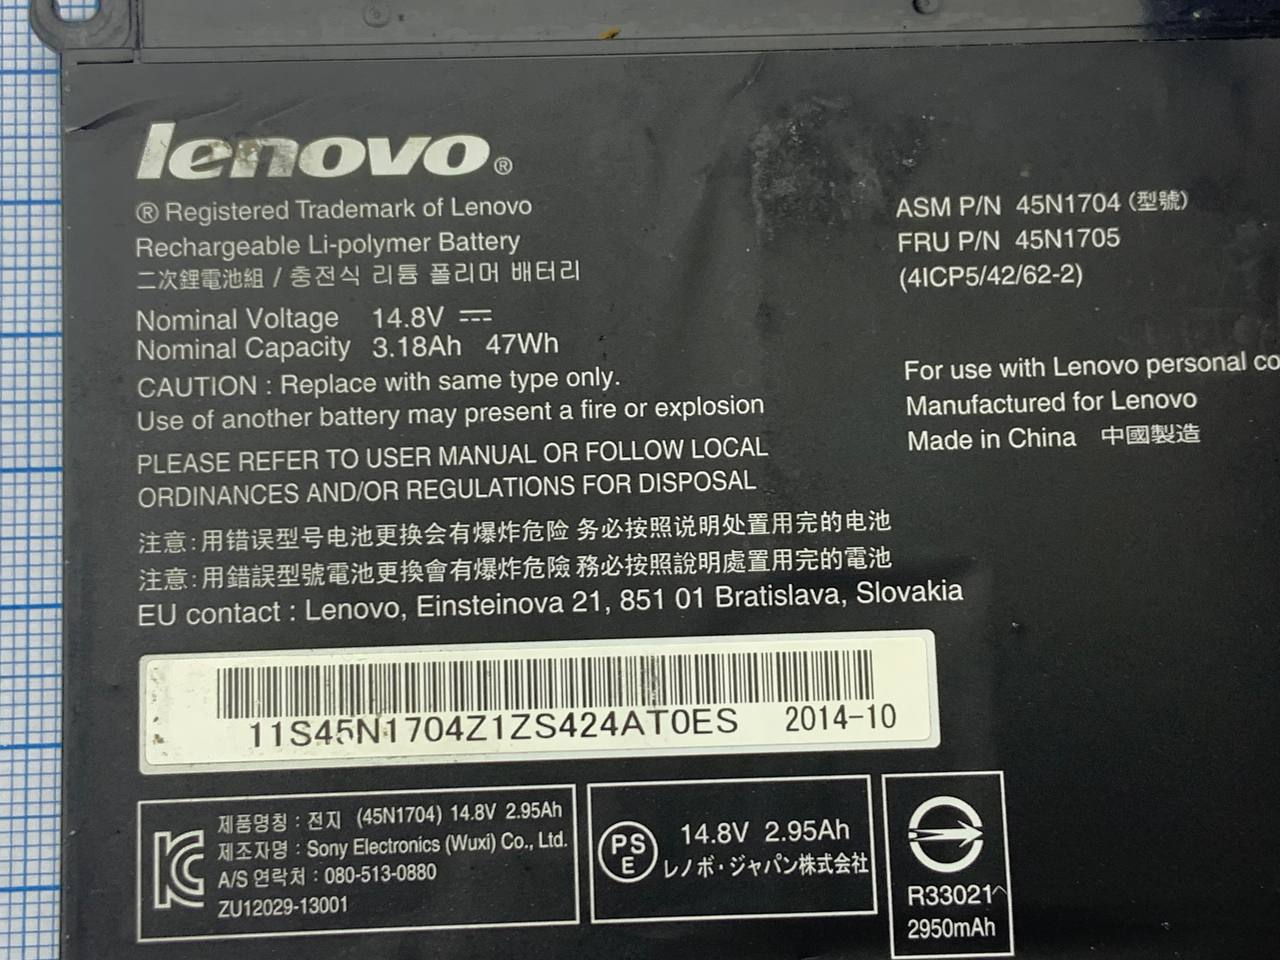 lenovo®
® Registered Trademark of Lenovo
Rechargeable Li-polymer Battery
二次鋰電池組 / 충전식 리튬 폴리머 배터리
Nominal Voltage 14.8V
Nominal Capacity 3.18Ah 47Wh
CAUTION : Replace with same type only.
Use of another battery may present a fire or explosion
PLEASE REFER TO USER MANUAL OR FOLLOW LOCAL
ORDINANCES AND/OR REGULATIONS FOR DISPOSAL
注意:用错误型号电池更换会有爆炸危险 务必按照说明处置用完的电池
注意:用錯誤型號電池更換會有爆炸危險 務必按照說明處置用完的電池
EU contact : Lenovo, Einsteinova 21, 851 01 Bratislava, Slovakia
ASM P/N 45N1704 (型號)
FRU P/N 45N1705
(4ICP5/42/62-2)
For use with Lenovo personal co
Manufactured for Lenovo
Made in China 中國製造
11S45N1704Z1ZS424AT0ES 2014-10
제품명칭 : 전지 (45N1704) 14.8V 2.95Ah
제조자명 : Sony Electronics (Wuxi) Co., Ltd.
A/S 연락처 : 080-513-0880
ZU12029-13001
PS
E
14.8V 2.95Ah
レノボ・ジャパン株式会社
R33021
2950mAh